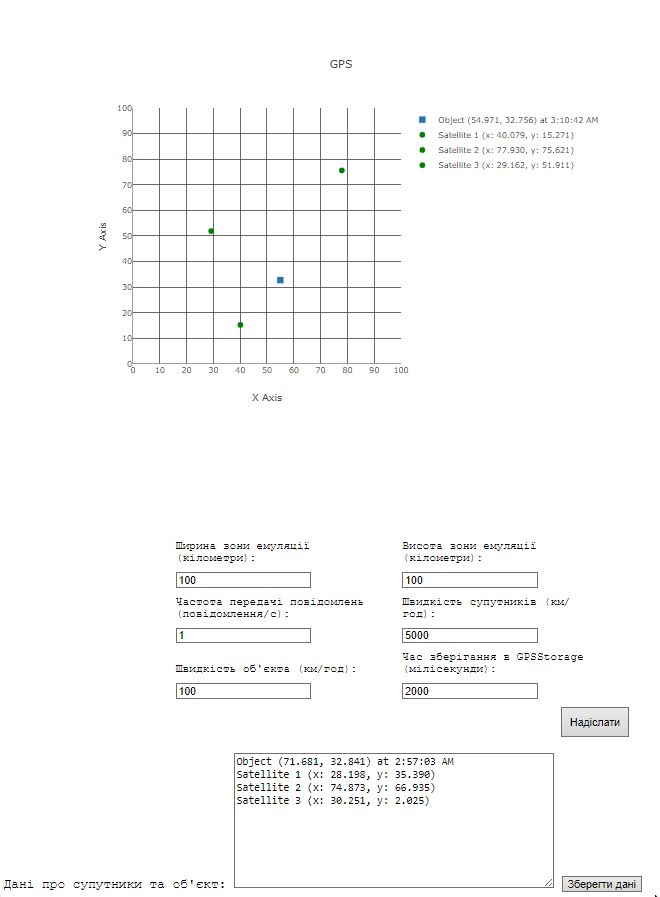 GPS
Object (54.971, 32.756) at 3:10:42 AM
Satellite 1 (x: 40.079, y: 15.271)
Satellite 2 (x: 77.930, y: 75.621)
Satellite 3 (x: 29.162, y: 51.911)
Y Axis
100
90
80
70
60
50
40
30
20
10
0
0 10 20 30 40 50 60 70 80 90 100
X Axis
Ширина зони емуляції
(кілометри):
100
Висота зони емуляції
(кілометри):
100
Частота передачі повідомлень
(повідомлення/с):
1
Швидкість супутників (км/
год):
5000
Швидкість об'єкта (км/год):
100
Час зберігання в GPSStorage
(мілісекунди):
2000
Надіслати
Object (71.681, 32.841) at 2:57:03 AM
Satellite 1 (x: 28.198, y: 35.390)
Satellite 2 (x: 74.873, y: 66.935)
Satellite 3 (x: 30.251, y: 2.025)
Дані про супутники та об'єкт:
Зберегти дані